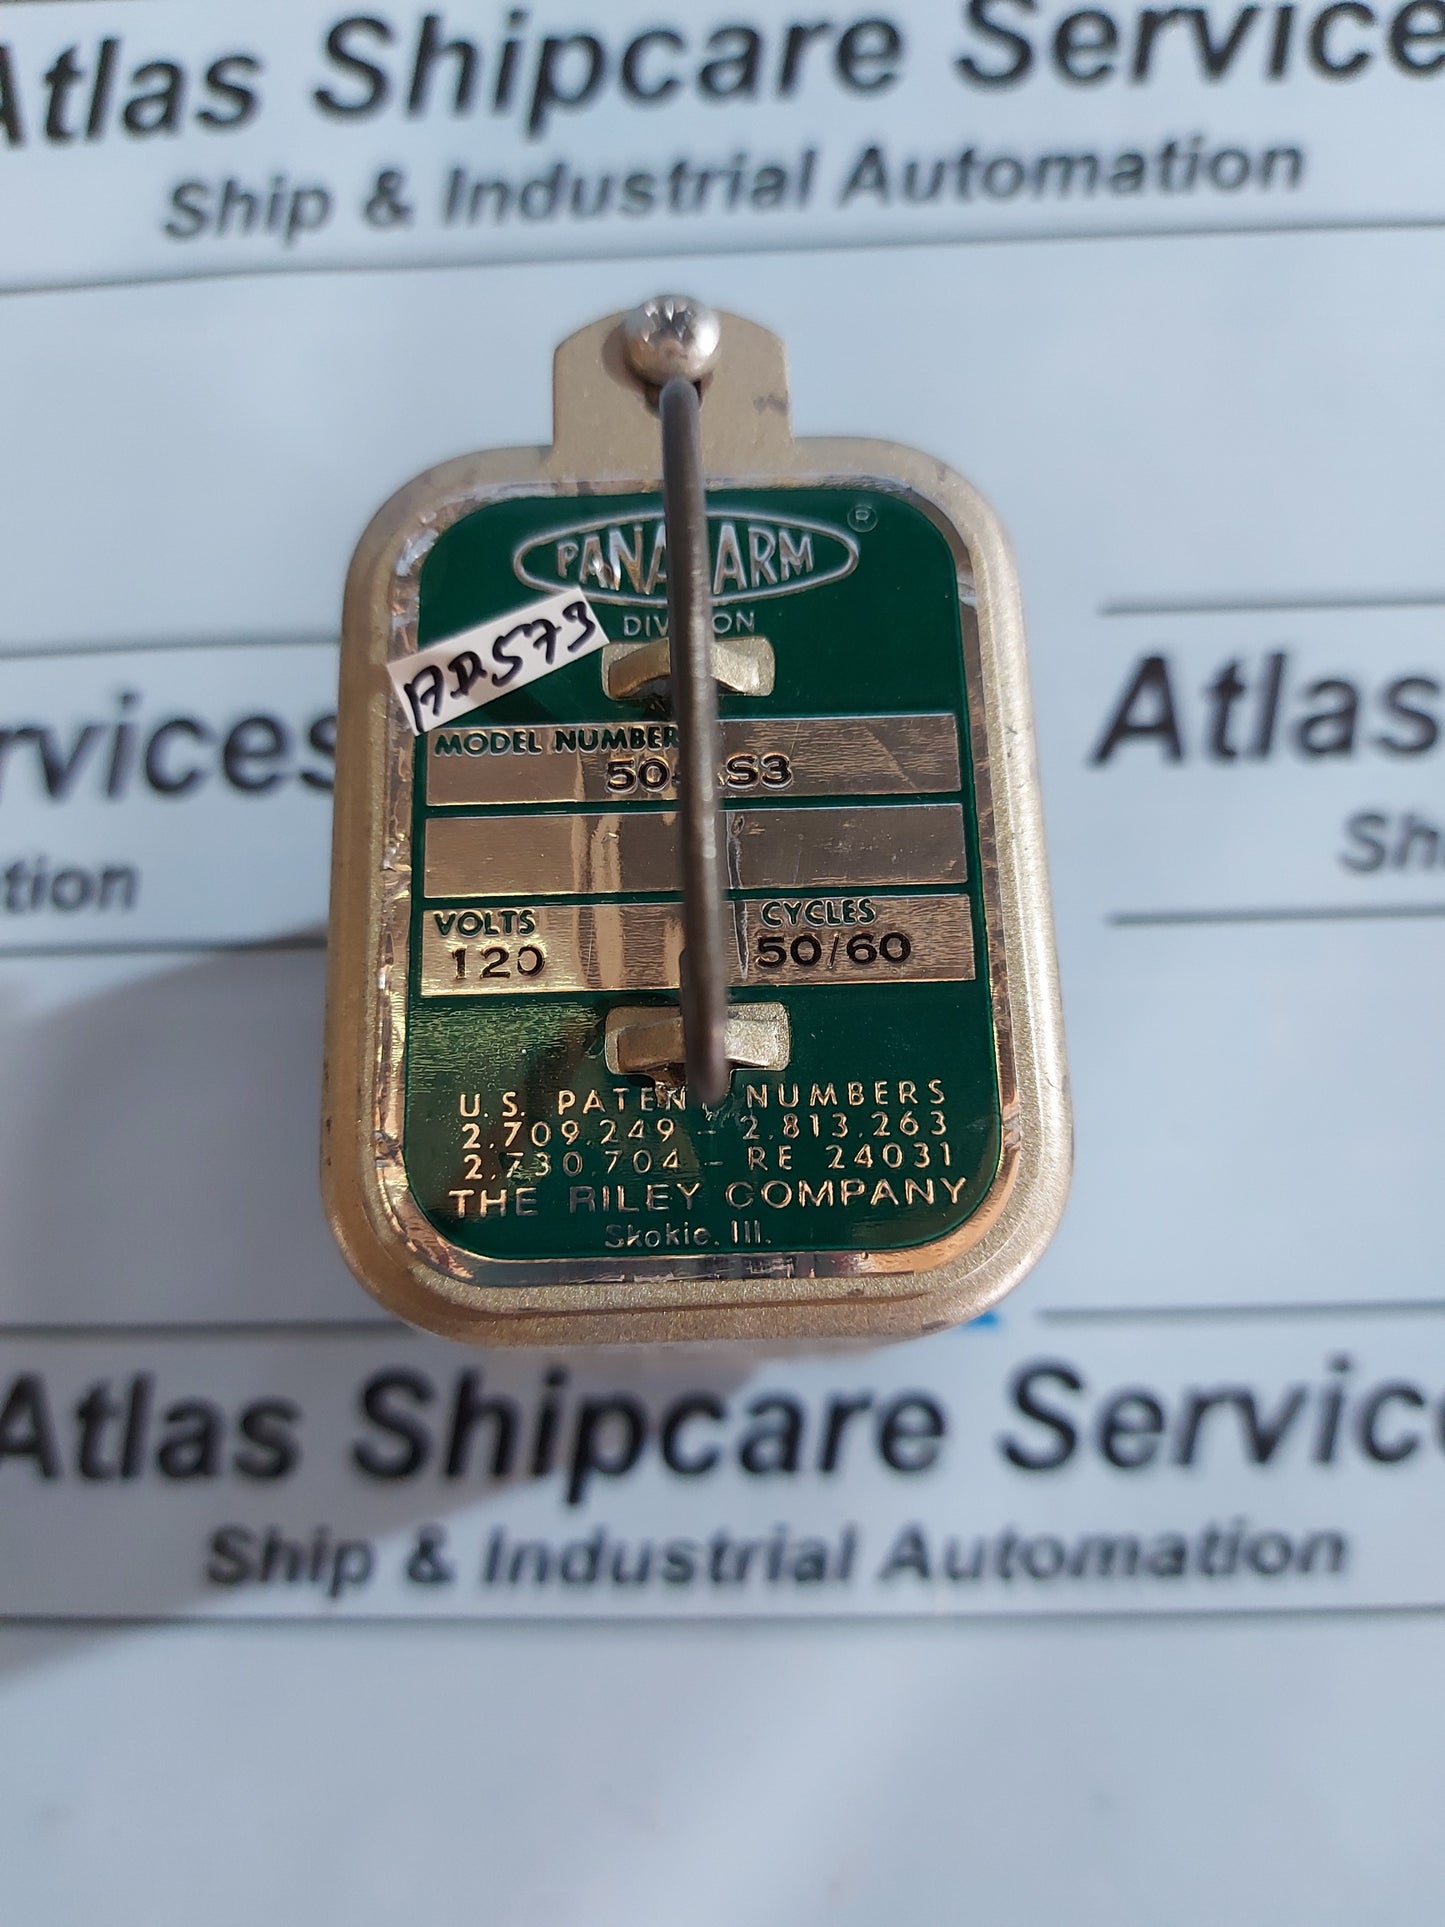 Atlas Shipcare Service
Ship & Industrial Automation
PANALARM ®
DIVISION
AD573
MODEL NUMBER
VOLTS
120
CYCLES
50/60
U.S. PATENT NUMBERS
2,709,249 - 2,813,263
2,730,704 - RE 24031
THE RILEY COMPANY
Skokie, Ill.
rvices
Atlas
Sh
tion
Atlas Shipcare Servic
Ship & Industrial Automation